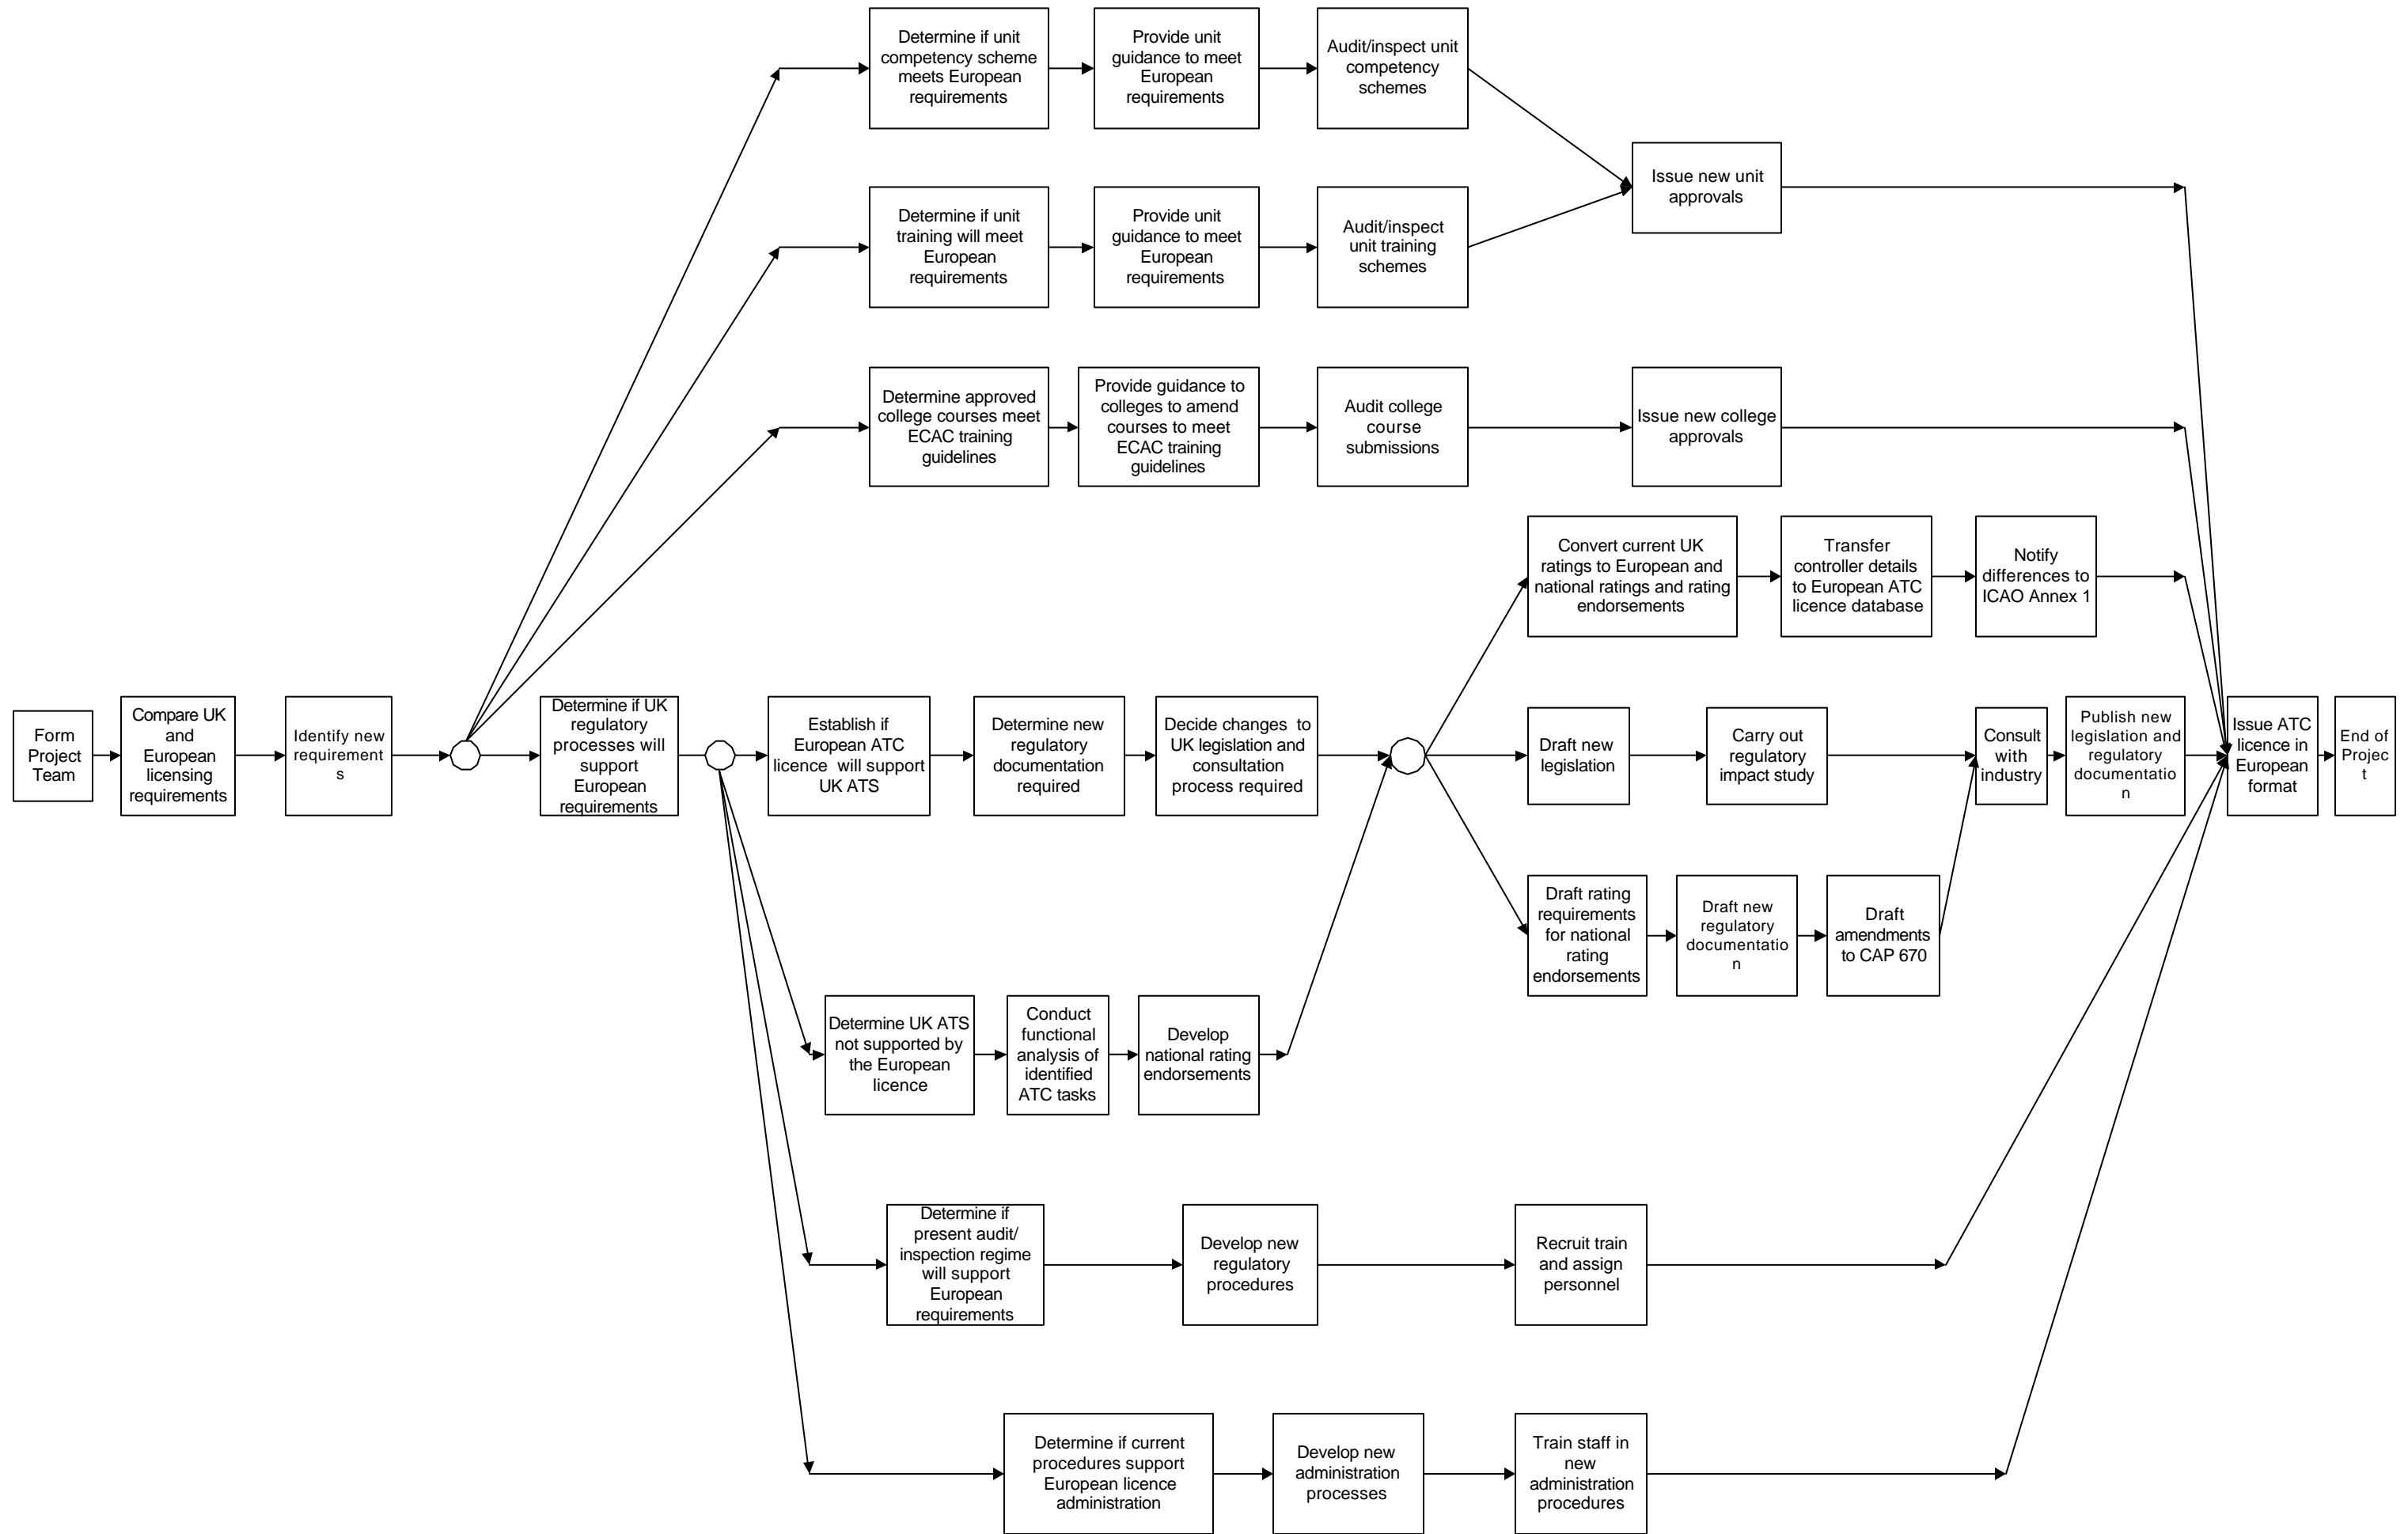 Determine if unit
competency scheme
meets European
requirements
Provide unit
guidance to meet
European
requirements
Audit/inspect unit
competency
schemes
Issue new unit
approvals
Determine if unit
training will meet
European
requirements
Provide unit
guidance to meet
European
requirements
Audit/inspect
unit training
schemes
Determine approved
college courses meet
ECAC training
guidelines
Provide guidance to
colleges to amend
courses to meet
ECAC training
guidelines
Audit college
course
submissions
Issue new college
approvals
Convert current UK
ratings to European and
national ratings and rating
endorsements
Transfer
controller details
to European ATC
licence database
Notify
differences to
ICAO Annex 1
Form
Project
Team
Compare UK
and
European
licensing
requirements
Identify new
requirement
s
Determine if UK
regulatory
processes will
support
European
requirements
Establish if
European ATC
licence will support
UK ATS
Determine new
regulatory
documentation
required
Decide changes to
UK legislation and
consultation
process required
Draft new
legislation
Carry out
regulatory
impact study
Consult
with
industry
Publish new
legislation and
regulatory
documentatio
n
Issue ATC
licence in
European
format
End of
Projec
t
Draft rating
requirements
for national
rating
endorsements
Draft new
regulatory
documentatio
n
Draft
amendments
to CAP 670
Determine UK ATS
not supported by
the European
licence
Conduct
functional
analysis of
identified
ATC tasks
Develop
national rating
endorsements
Determine if
present audit/
inspection regime
will support
European
requirements
Develop new
regulatory
procedures
Recruit train
and assign
personnel
Determine if current
procedures support
European licence
administration
Develop new
administration
processes
Train staff in
new
administration
procedures